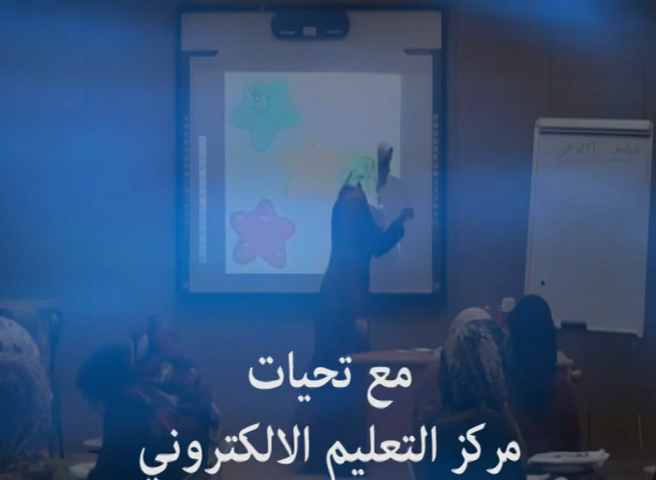 مع تحيات
مركز التعليم الالكتروني